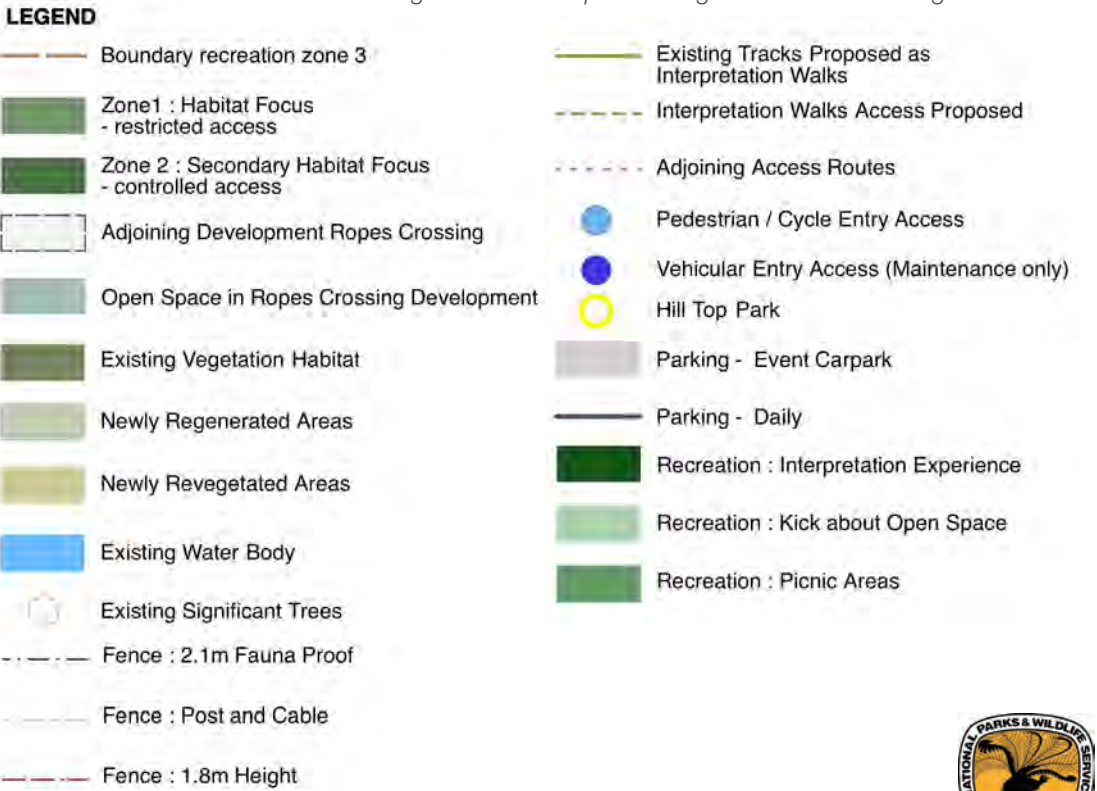 LEGEND
Boundary recreation zone 3
Zone1 : Habitat Focus
- restricted access
Zone 2 : Secondary Habitat Focus
- controlled access
Adjoining Development Ropes Crossing
Open Space in Ropes Crossing Development
Existing Vegetation Habitat
Newly Regenerated Areas
Newly Revegetated Areas
Existing Water Body
Existing Significant Trees
Fence : 2.1m Fauna Proof
Fence : Post and Cable
Fence : 1.8m Height
Existing Tracks Proposed as
Interpretation Walks
Interpretation Walks Access Proposed
Adjoining Access Routes
Pedestrian / Cycle Entry Access
Vehicular Entry Access (Maintenance only)
Hill Top Park
Parking - Event Carpark
Parking - Daily
Recreation : Interpretation Experience
Recreation : Kick about Open Space
Recreation : Picnic Areas
PARKS & WILDLIFE